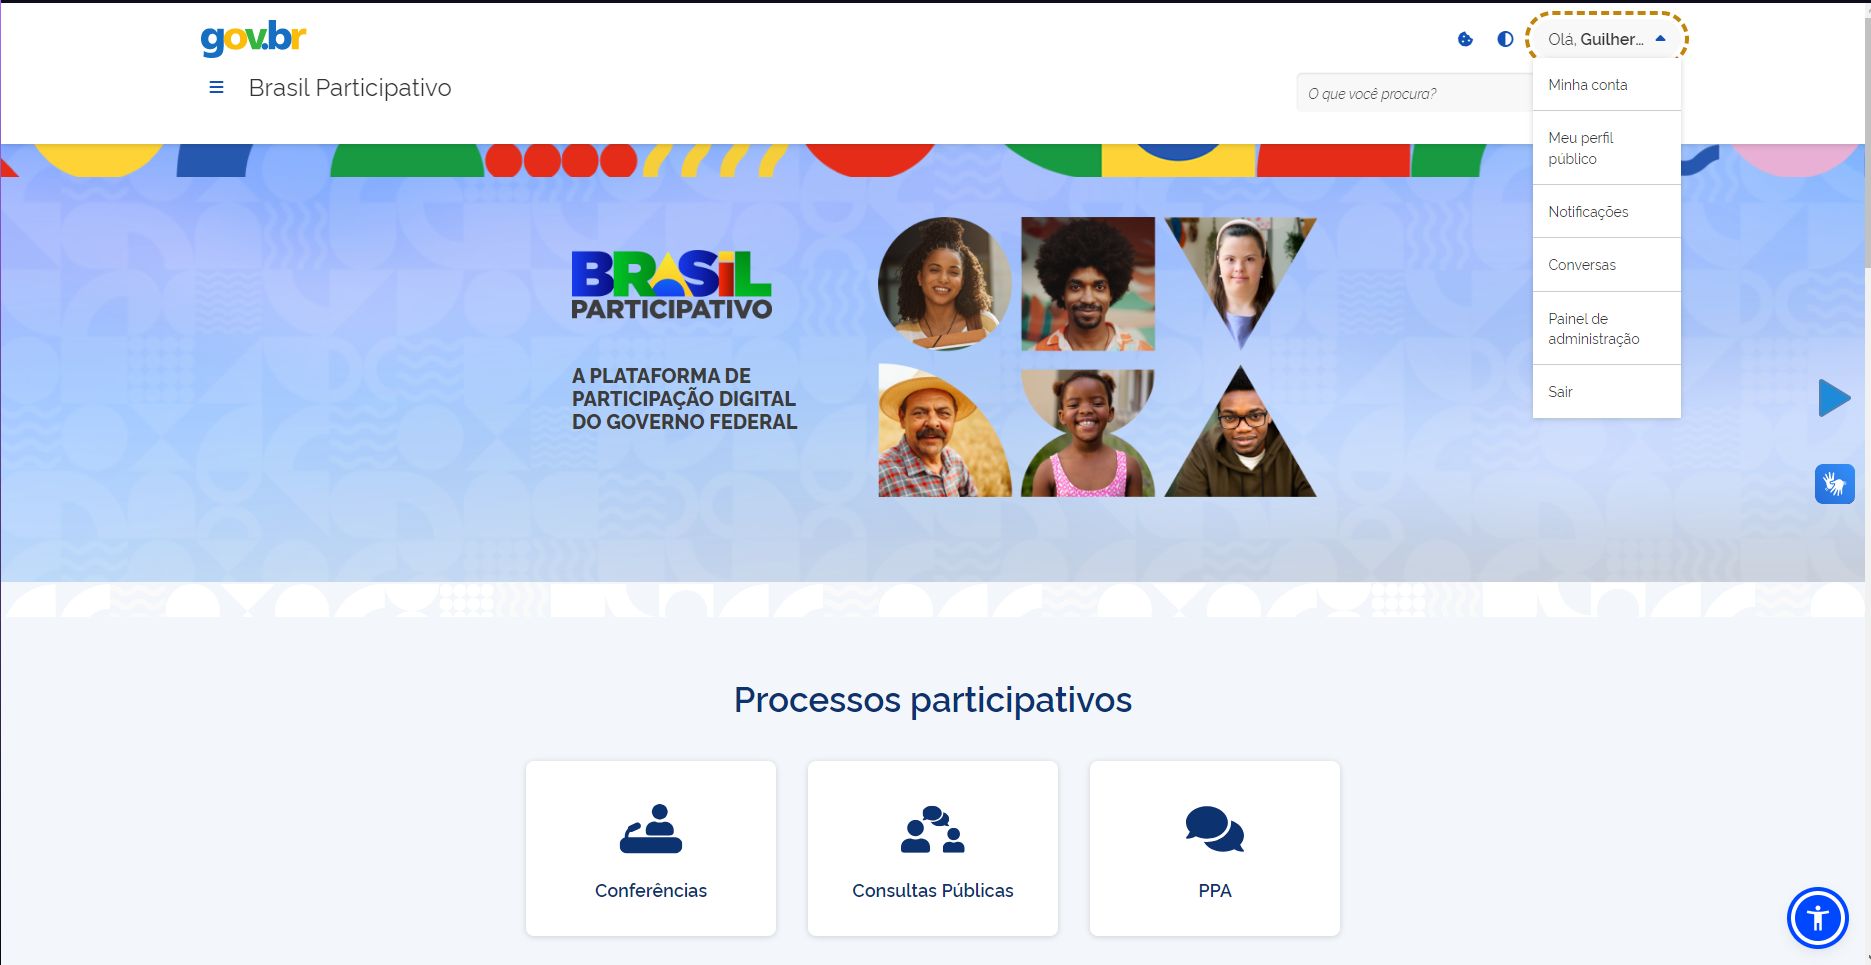 gov.br
Olá, Guilher...
Brasil Participativo
O que você procura?
Minha conta
Meu perfil
público
Notificações
Conversas
Painel de
administração
Sair
BRASIL
PARTICIPATIVO
A PLATAFORMA DE
PARTICIPAÇÃO DIGITAL
DO GOVERNO FEDERAL
Processos participativos
Conferências
Consultas Públicas
PPA